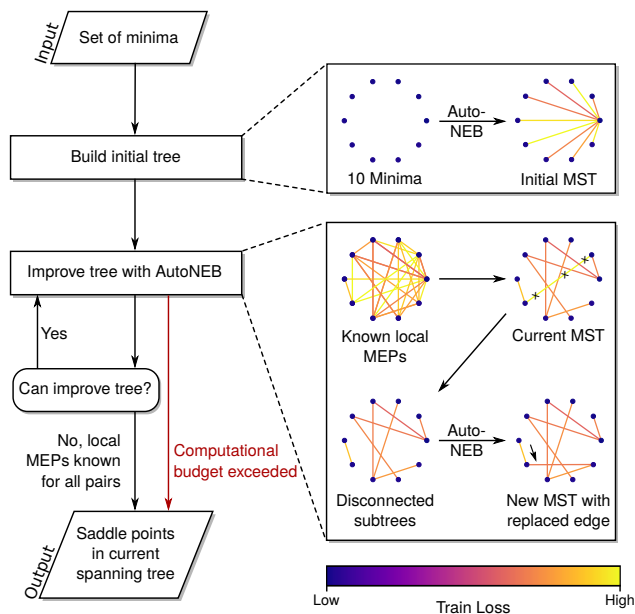 Input
Set of minima
Build initial tree
Improve tree with AutoNEB
Yes
Can improve tree?
No, local
MEPs known
for all pairs
Computational
budget exceeded
Output
Saddle points
in current
spanning tree
Auto-
NEB
10 Minima
Initial MST
Known local
MEPs
Current MST
Auto-
NEB
Disconnected
subtrees
New MST with
replaced edge
Low
Train Loss
High